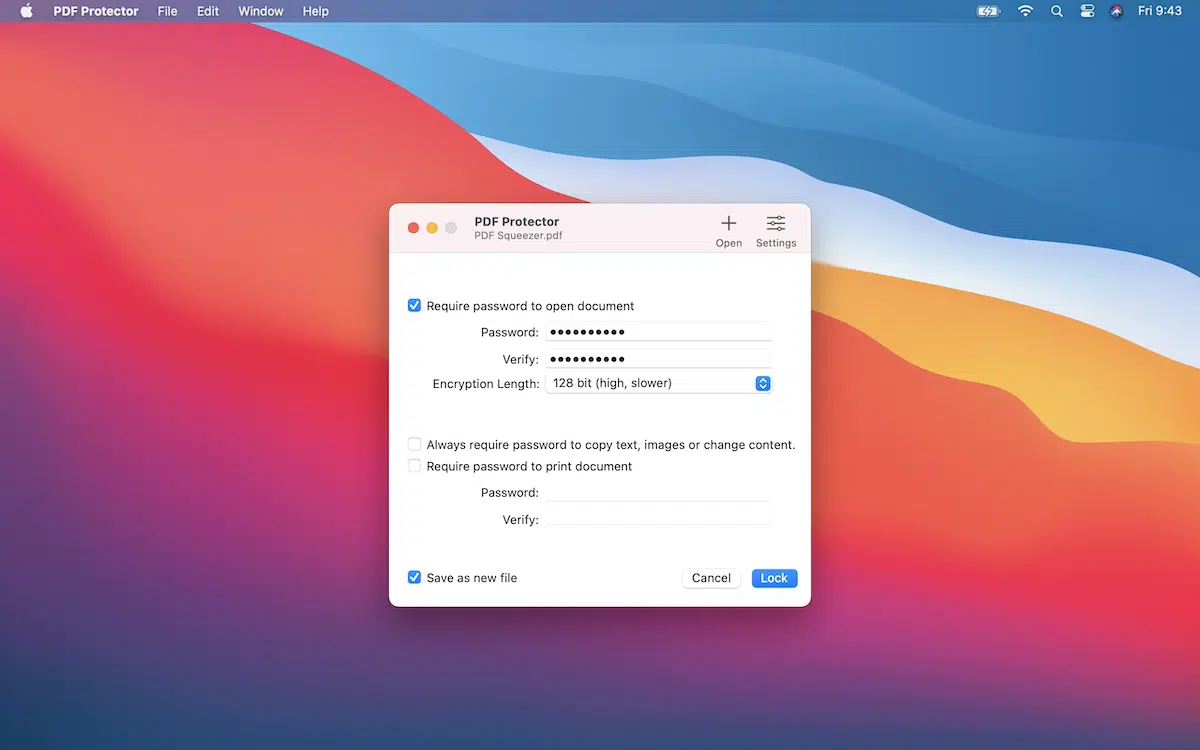 PDF Protector File Edit Window Help Fri 9:43
PDF Protector
PDF Squeezer.pdf
Open Settings
Require password to open document
Password: ●●●●●●●●●●
Verify: ●●●●●●●●●●
Encryption Length: 128 bit (high, slower)
Always require password to copy text, images or change content.
Require password to print document
Password:
Verify:
Save as new file Cancel Lock